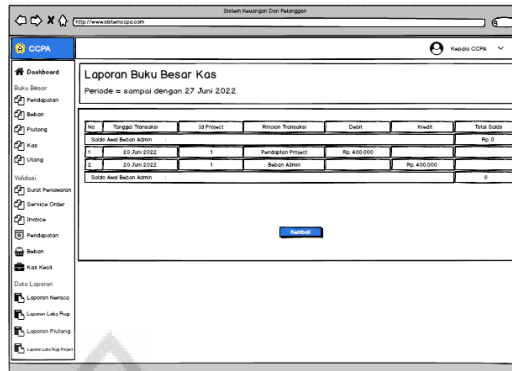 Sistem Keuangan Dan Pelanggan
http://www.sistemccpa.com
CCPA
Kepala CCPA
Dashboard
Buku Besar
Pendapatan
Beban
Piutang
Kas
Utang
Validasi
Surat Penawaran
Service Order
Invoice
Pendapatan
Beban
Kas Kecil
Data Laporan
Laporan Neraca
Laporan Laba Rugi
Laporan Piutang
Laporan Laba Rugi Project
Laporan Buku Besar Kas
Periode = sampai dengan 27 Juni 2022
No Tanggal Transaksi Id Project Rincian Transaksi Debit Kredit Total Saldo
Saldo Awal Beban Admin : Rp. 0
1 20 Juni 2022 1 Pendaptan Project Rp. 400.000
2 20 Juni 2022 1 Beban Admin Rp. 400.000
Saldo Awal Beban Admin : 0
Kembali